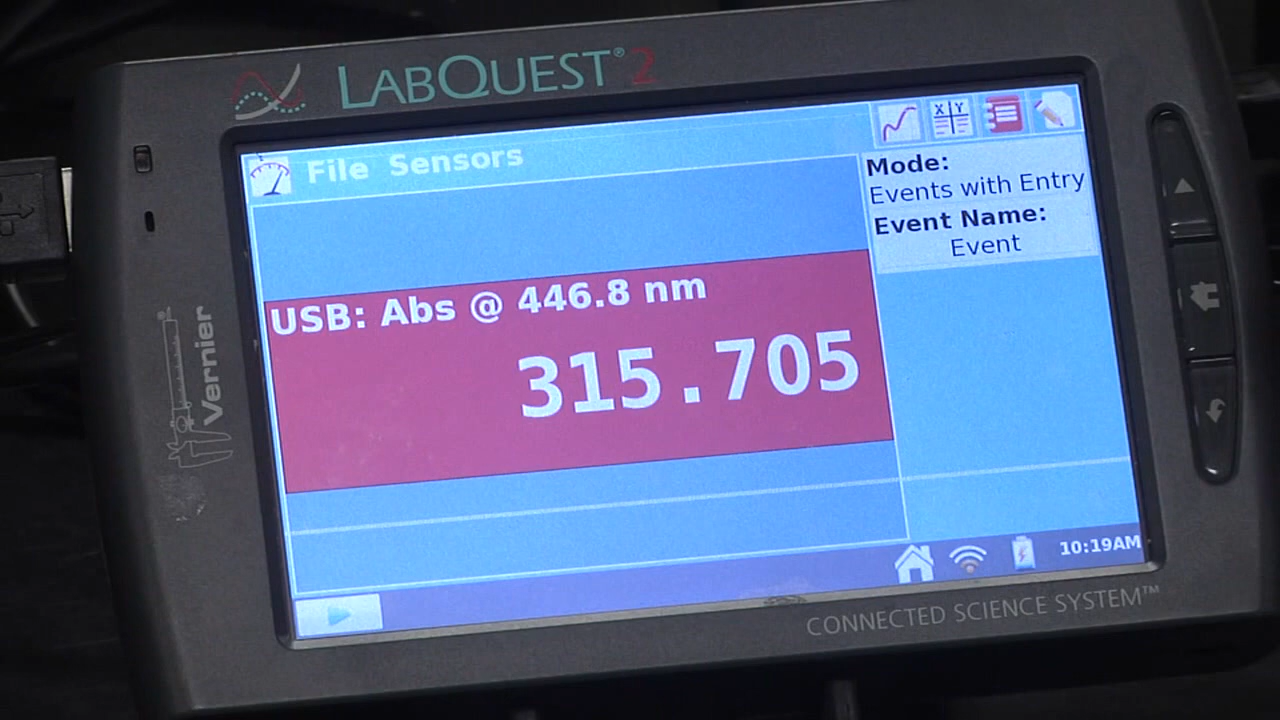 LABQUEST® 2
File Sensors
X Y
Mode:
Events with Entry
Event Name:
Event
USB: Abs @ 446.8 nm
315.705
Vernier
10:19AM
CONNECTED SCIENCE SYSTEM™